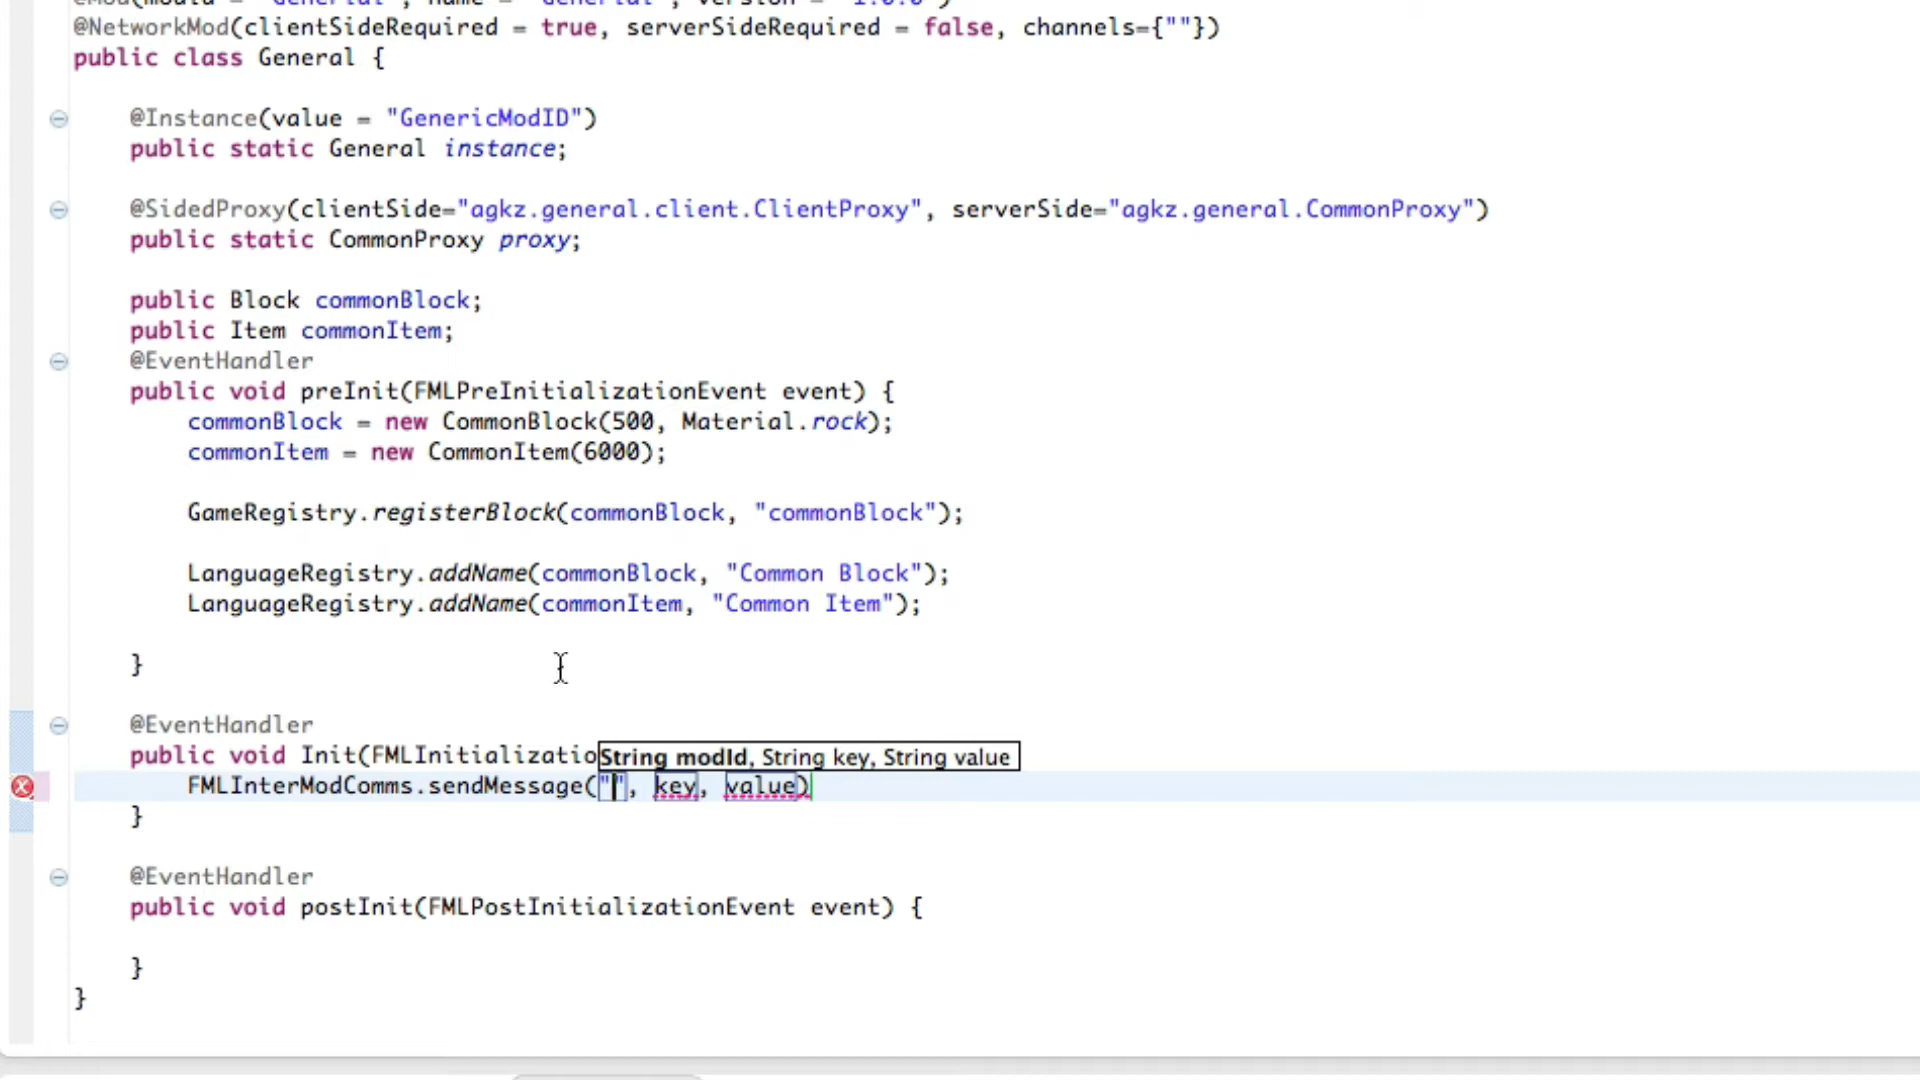 @NetworkMod(clientSideRequired = true, serverSideRequired = false, channels={""})
public class General {
@Instance(value = "GenericModID")
public static General instance;
@SidedProxy(clientSide="agkz.general.client.ClientProxy", serverSide="agkz.general.CommonProxy")
public static CommonProxy proxy;
public Block commonBlock;
public Item commonItem;
@EventHandler
public void preInit(FMLPreInitializationEvent event) {
commonBlock = new CommonBlock(500, Material.rock);
commonItem = new CommonItem(6000);
GameRegistry.registerBlock(commonBlock, "commonBlock");
LanguageRegistry.addName(commonBlock, "Common Block");
LanguageRegistry.addName(commonItem, "Common Item");
}
@EventHandler
public void Init(FMLInitializatio
String modId, String key, String value
FMLInterModComms.sendMessage("", key, value)
}
@EventHandler
public void postInit(FMLPostInitializationEvent event) {
}
}